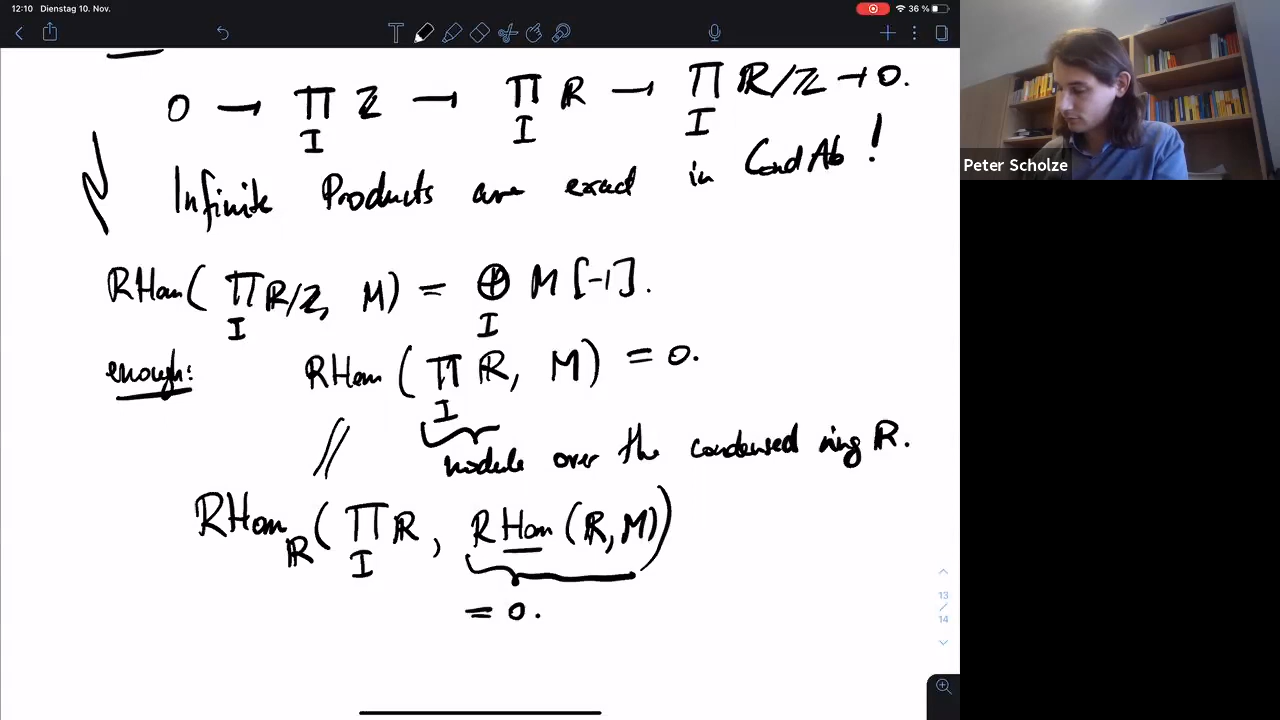 12:10 Dienstag 10. Nov.
36 %
0 → ∏_I ℤ → ∏_I ℝ → ∏_I ℝ/ℤ → 0.
Infinite Products are exact in CondAb !
RHom( ∏_I ℝ/ℤ, M) = ⊕_I M[-1].
enough: RHom ( ∏_I ℝ, M) = 0.
module over the condensed ring ℝ.
RHom_ℝ ( ∏_I ℝ, RHom (ℝ, M))
= 0.
Peter Scholze
13
/
14